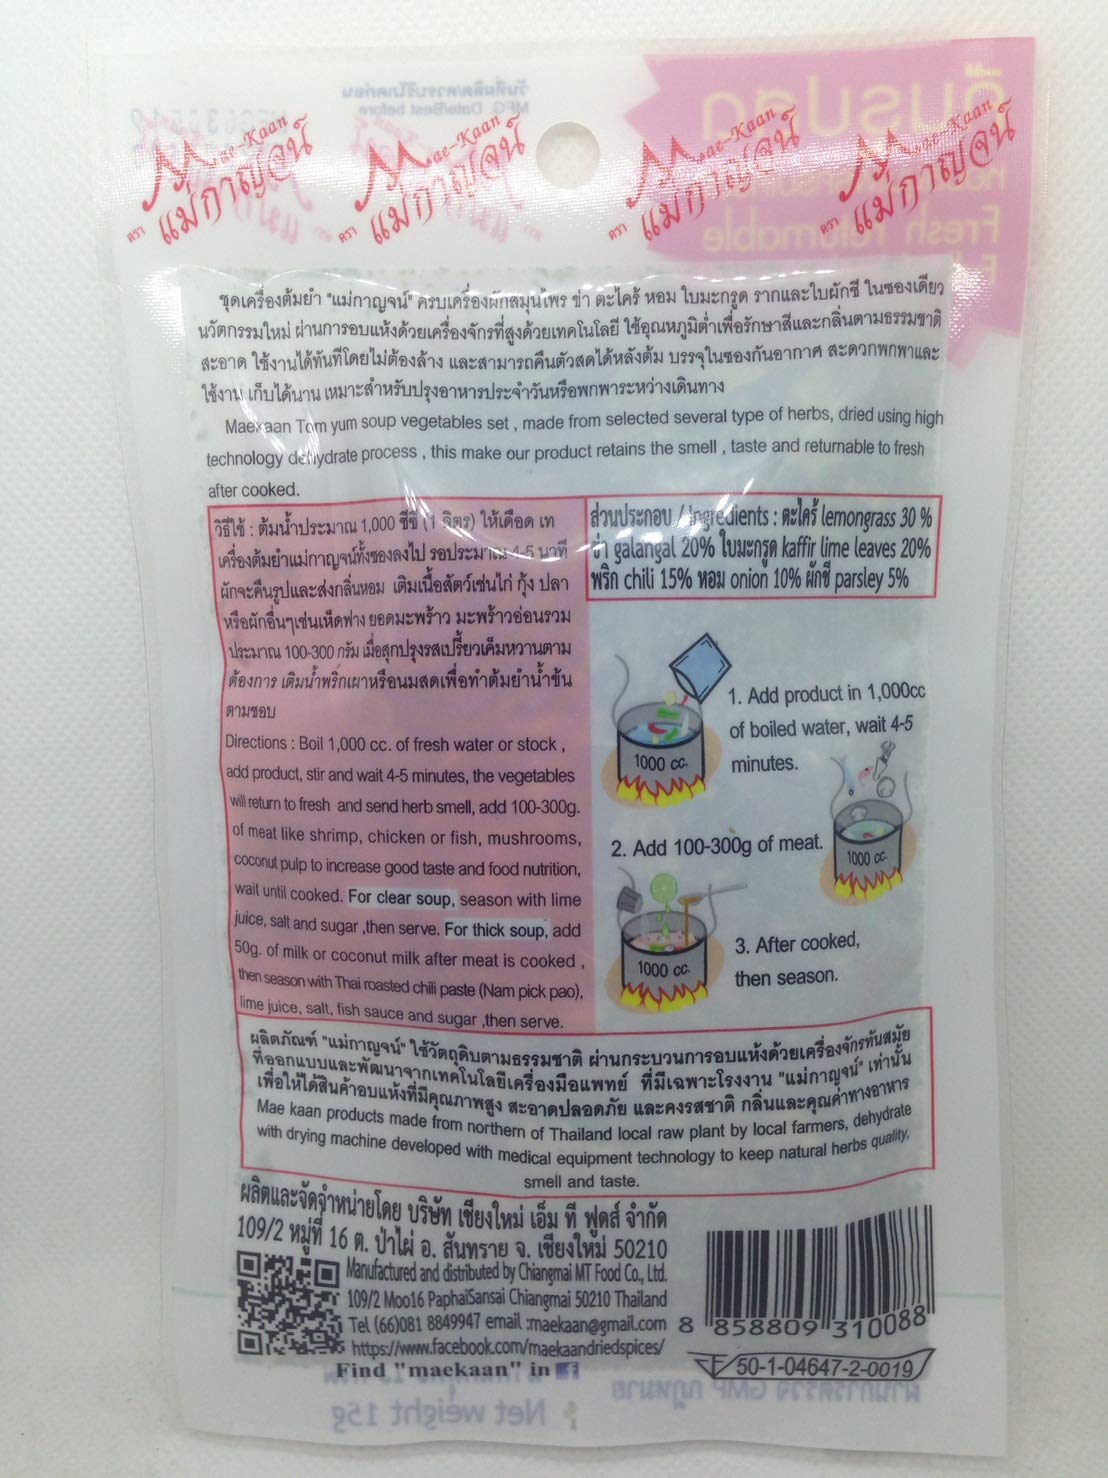 Mae-Kaan Mae-Kaan Mae-Kaan Mae-Kaan
ตรา แม่กาญจน์ ตรา แม่กาญจน์ ตรา แม่กาญจน์ ตรา แม่กาญจน์
ชุดเครื่องต้มยำ "แม่กาญจน์" ครบเครื่องผักสมุนไพร ข่า ตะไคร้ หอม ใบมะกรูด รากและใบผักชี ในซองเดียว
นวัตกรรมใหม่ ผ่านการอบแห้งด้วยเครื่องจักรที่สูงด้วยเทคโนโลยี ใช้อุณหภูมิต่ำเพื่อรักษาสีและกลิ่นตามธรรมชาติ
สะอาด ใช้งานได้ทันทีโดยไม่ต้องล้าง และสามารถคืนตัวสดได้หลังต้ม บรรจุในซองกันอากาศ สะดวกพกพาและ
ใช้งาน เก็บได้นาน เหมาะสำหรับปรุงอาหารประจำวันหรือพกพาระหว่างเดินทาง
Maekaan Tom yum soup vegetables set , made from selected several type of herbs, dried using high
technology dehydrate process , this make our product retains the smell , taste and returnable to fresh
after cooked.
วิธีใช้ : ต้มน้ำประมาณ 1,000 ซีซี (1 ลิตร) ให้เดือด เท
เครื่องต้มยำแม่กาญจน์ทั้งซองลงไป รอประมาณ 4-5 นาที
ผักจะคืนรูปและส่งกลิ่นหอม เติมเนื้อสัตว์เช่นไก่ กุ้ง ปลา
หรือผักอื่นๆเช่นเห็ดฟาง ยอดมะพร้าว มะพร้าวอ่อนรวม
ประมาณ 100-300 กรัม เมื่อสุกปรุงรสเปรี้ยวเค็มหวานตาม
ต้องการ เติมน้ำพริกเผาหรือนมสดเพื่อทำต้มยำน้ำข้น
ตามชอบ
Directions : Boil 1,000 cc. of fresh water or stock ,
add product, stir and wait 4-5 minutes, the vegetables
will return to fresh and send herb smell, add 100-300g.
of meat like shrimp, chicken or fish, mushrooms,
coconut pulp to increase good taste and food nutrition,
wait until cooked. For clear soup, season with lime
juice, salt and sugar ,then serve. For thick soup, add
50g. of milk or coconut milk after meat is cooked ,
then season with Thai roasted chili paste (Nam pick pao),
lime juice, salt, fish sauce and sugar ,then serve.
ส่วนประกอบ / ingredients : ตะไคร้ lemongrass 30 %
ข่า galangal 20% ใบมะกรูด kaffir lime leaves 20%
พริก chili 15% หอม onion 10% ผักชี parsley 5%
1. Add product in 1,000cc
of boiled water, wait 4-5
minutes.
1000 cc.
2. Add 100-300g of meat.
1000 cc.
3. After cooked,
then season.
1000 cc.
ผลิตภัณฑ์ "แม่กาญจน์" ใช้วัตถุดิบตามธรรมชาติ ผ่านกระบวนการอบแห้งด้วยเครื่องจักรทันสมัย
ที่ออกแบบและพัฒนาจากเทคโนโลยีเครื่องมือแพทย์ ที่มีเฉพาะโรงงาน "แม่กาญจน์" เท่านั้น
เพื่อให้ได้สินค้าอบแห้งที่มีคุณภาพสูง สะอาดปลอดภัย และคงรสชาติ กลิ่นและคุณค่าทางอาหาร
Mae kaan products made from northern of Thailand local raw plant by local farmers, dehydrate
with drying machine developed with medical equipment technology to keep natural herbs quality,
smell and taste.
ผลิตและจัดจำหน่ายโดย บริษัท เชียงใหม่ เอ็ม ที ฟูดส์ จำกัด
109/2 หมู่ที่ 16 ต. ป่าไผ่ อ. สันทราย จ. เชียงใหม่ 50210
Manufactured and distributed by Chiangmai MT Food Co., Ltd.
109/2 Moo16 PaphaiSansai Chiangmai 50210 Thailand
Tel (66)081 8849947 email :maekaan@gmail.com
https://www.facebook.com/maekaandriedspices/
Find "maekaan" in f
8 858809 310088
50-1-04647-2-0019
Net weight 15g